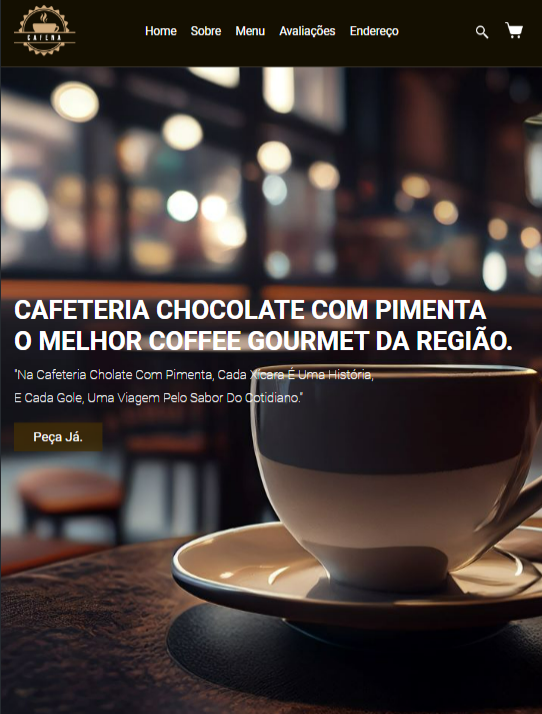 Home Sobre Menu Avaliações Endereço
CAFETERIA CHOCOLATE COM PIMENTA
O MELHOR COFFEE GOURMET DA REGIÃO.
"Na Cafeteria Cholate Com Pimenta, Cada Xícara É Uma História,
E Cada Gole, Uma Viagem Pelo Sabor Do Cotidiano."
Peça Já.